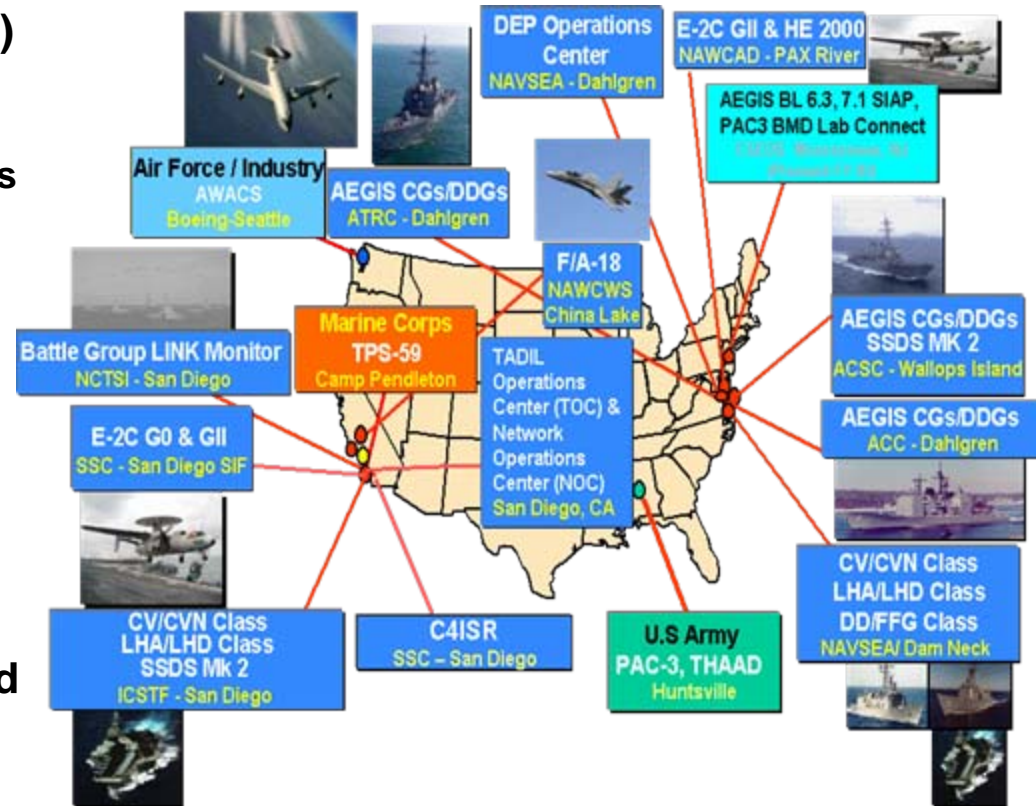 )
s
d
DEP Operations
Center
NAVSEA - Dahlgren
E-2C GII & HE 2000
NAWCAD - PAX River
AEGIS BL 6.3, 7.1 SIAP,
PAC3 BMD Lab Connect
Air Force / Industry
AWACS
Boeing-Seattle
AEGIS CGs/DDGs
ATRC - Dahlgren
F/A-18
NAWCWS
China Lake
Marine Corps
TPS-59
Camp Pendleton
Battle Group LINK Monitor
NCTSI - San Diego
AEGIS CGs/DDGs
SSDS MK 2
ACSC - Wallops Island
TADIL
Operations
Center (TOC) &
Network
Operations
Center (NOC)
San Diego, CA
E-2C G0 & GII
SSC - San Diego SIF
AEGIS CGs/DDGs
ACC - Dahlgren
CV/CVN Class
LHA/LHD Class
DD/FFG Class
NAVSEA/ Dam Neck
CV/CVN Class
LHA/LHD Class
SSDS Mk 2
ICSTF - San Diego
C4ISR
SSC – San Diego
U.S Army
PAC-3, THAAD
Huntsville